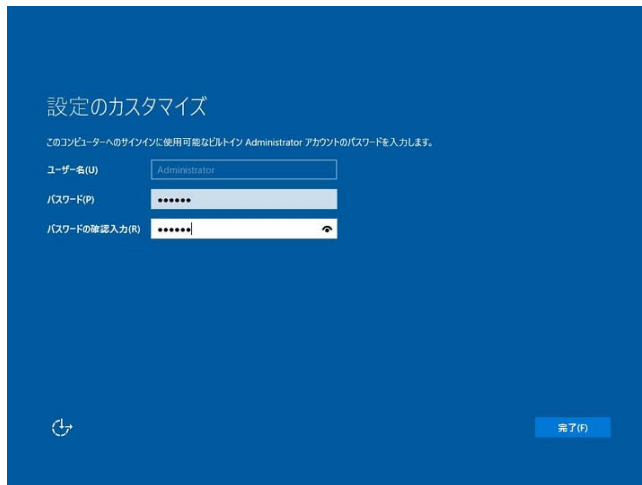 設定のカスタマイズ
このコンピューターへのサインインに使用可能なビルトイン Administrator アカウントのパスワードを入力します。
ユーザー名(U) Administrator
パスワード(P) ••••••
パスワードの確認入力(R) ••••••
完了(F)